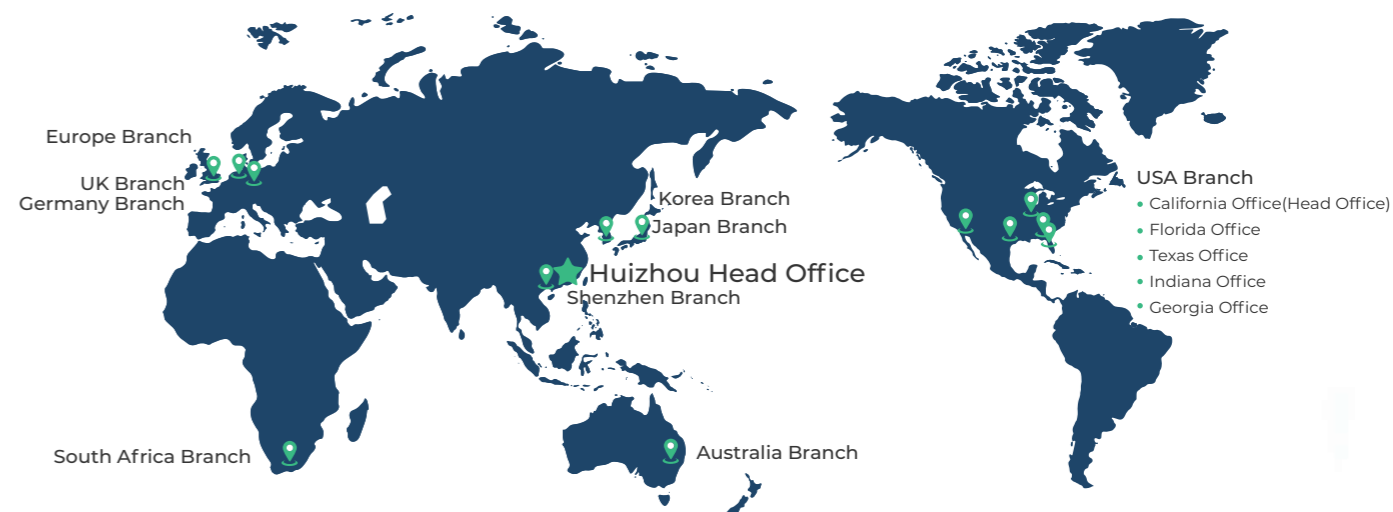 Europe Branch
UK Branch
Germany Branch
Korea Branch
Japan Branch
Huizhou Head Office
Shenzhen Branch
South Africa Branch
Australia Branch
USA Branch
• California Office(Head Office)
• Florida Office
• Texas Office
• Indiana Office
• Georgia Office